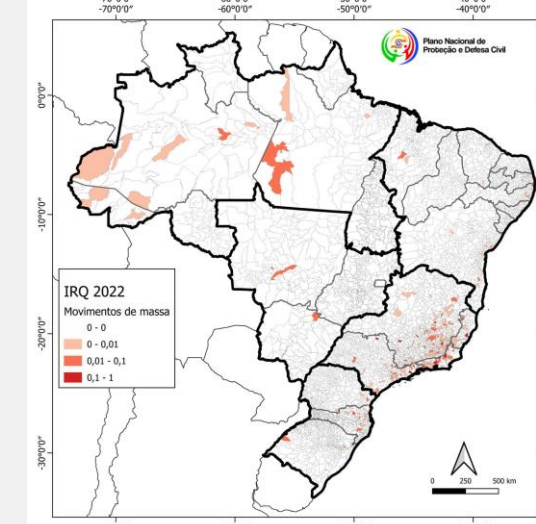 -70°0'0" -60°0'0" -50°0'0" -40°0'0"
Plano Nacional de
Proteção e Defesa Civil
0°0'0"
-10°0'0"
-20°0'0"
-30°0'0"
IRQ 2022
Movimentos de massa
0 - 0
0 - 0,01
0,01 - 0,1
0,1 - 1
0 250 500 km